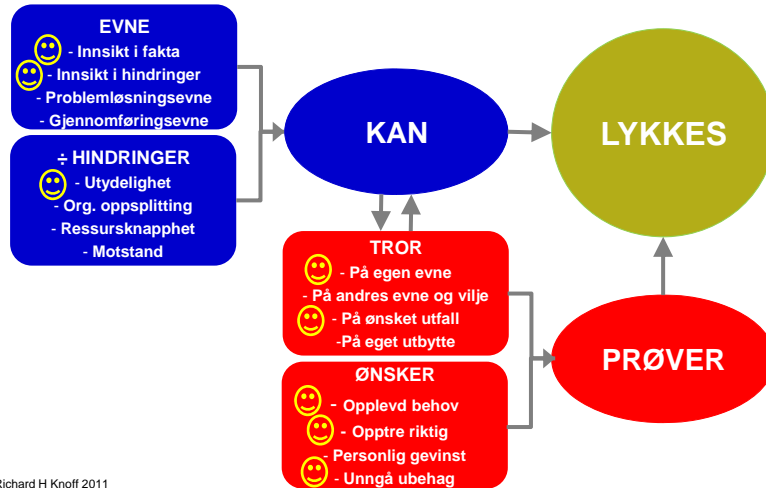 EVNE
- Innsikt i fakta
- Innsikt i hindringer
- Problemløsningsevne
- Gjennomføringsevne
÷ HINDRINGER
- Utydelighet
- Org. oppsplitting
- Ressursknapphet
- Motstand
KAN
LYKKES
TROR
- På egen evne
- På andres evne og vilje
- På ønsket utfall
-På eget utbytte
ØNSKER
- Opplevd behov
- Opptre riktig
- Personlig gevinst
- Unngå ubehag
PRØVER
Richard H Knoff 2011